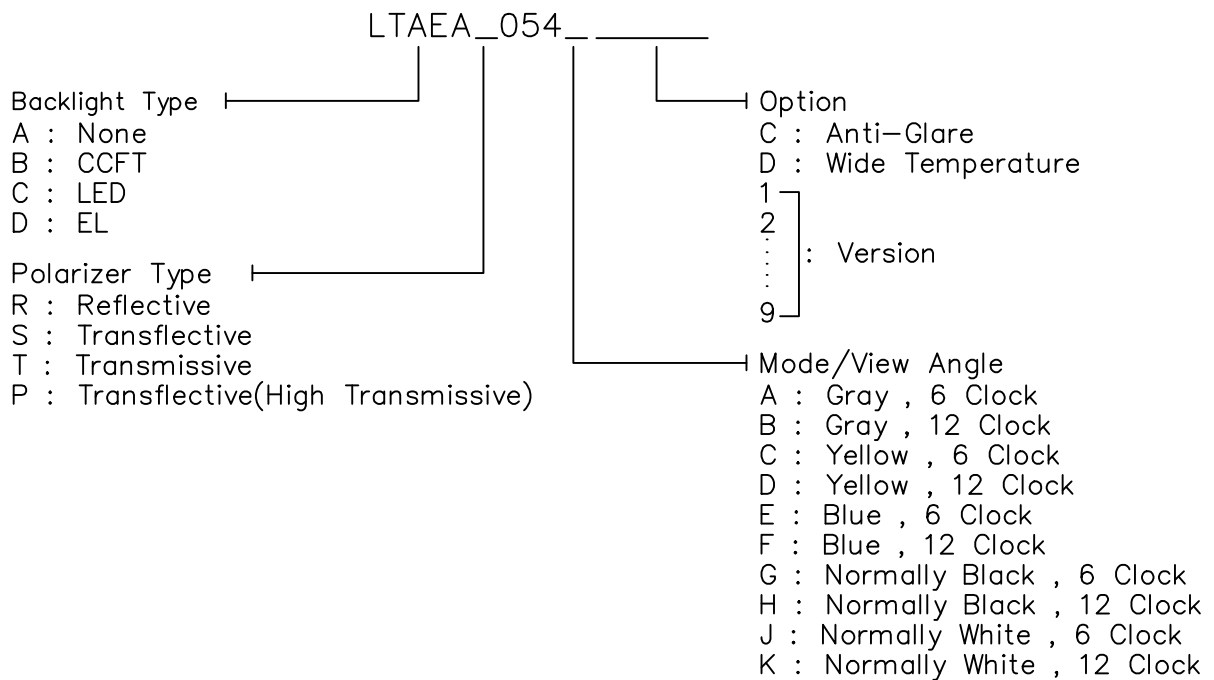 LTAEA_054_ _____
Backlight Type
A : None
B : CCFT
C : LED
D : EL
Polarizer Type
R : Reflective
S : Transflective
T : Transmissive
P : Transflective(High Transmissive)
Option
C : Anti-Glare
D : Wide Temperature
1
2
: Version
9
Mode/View Angle
A : Gray , 6 Clock
B : Gray , 12 Clock
C : Yellow , 6 Clock
D : Yellow , 12 Clock
E : Blue , 6 Clock
F : Blue , 12 Clock
G : Normally Black , 6 Clock
H : Normally Black , 12 Clock
J : Normally White , 6 Clock
K : Normally White , 12 Clock